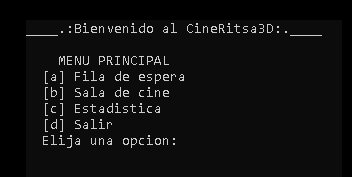 ____.:Bienvenido al CineRitsa3D:.____
MENU PRINCIPAL
[a] Fila de espera
[b] Sala de cine
[c] Estadistica
[d] Salir
Elija una opcion: